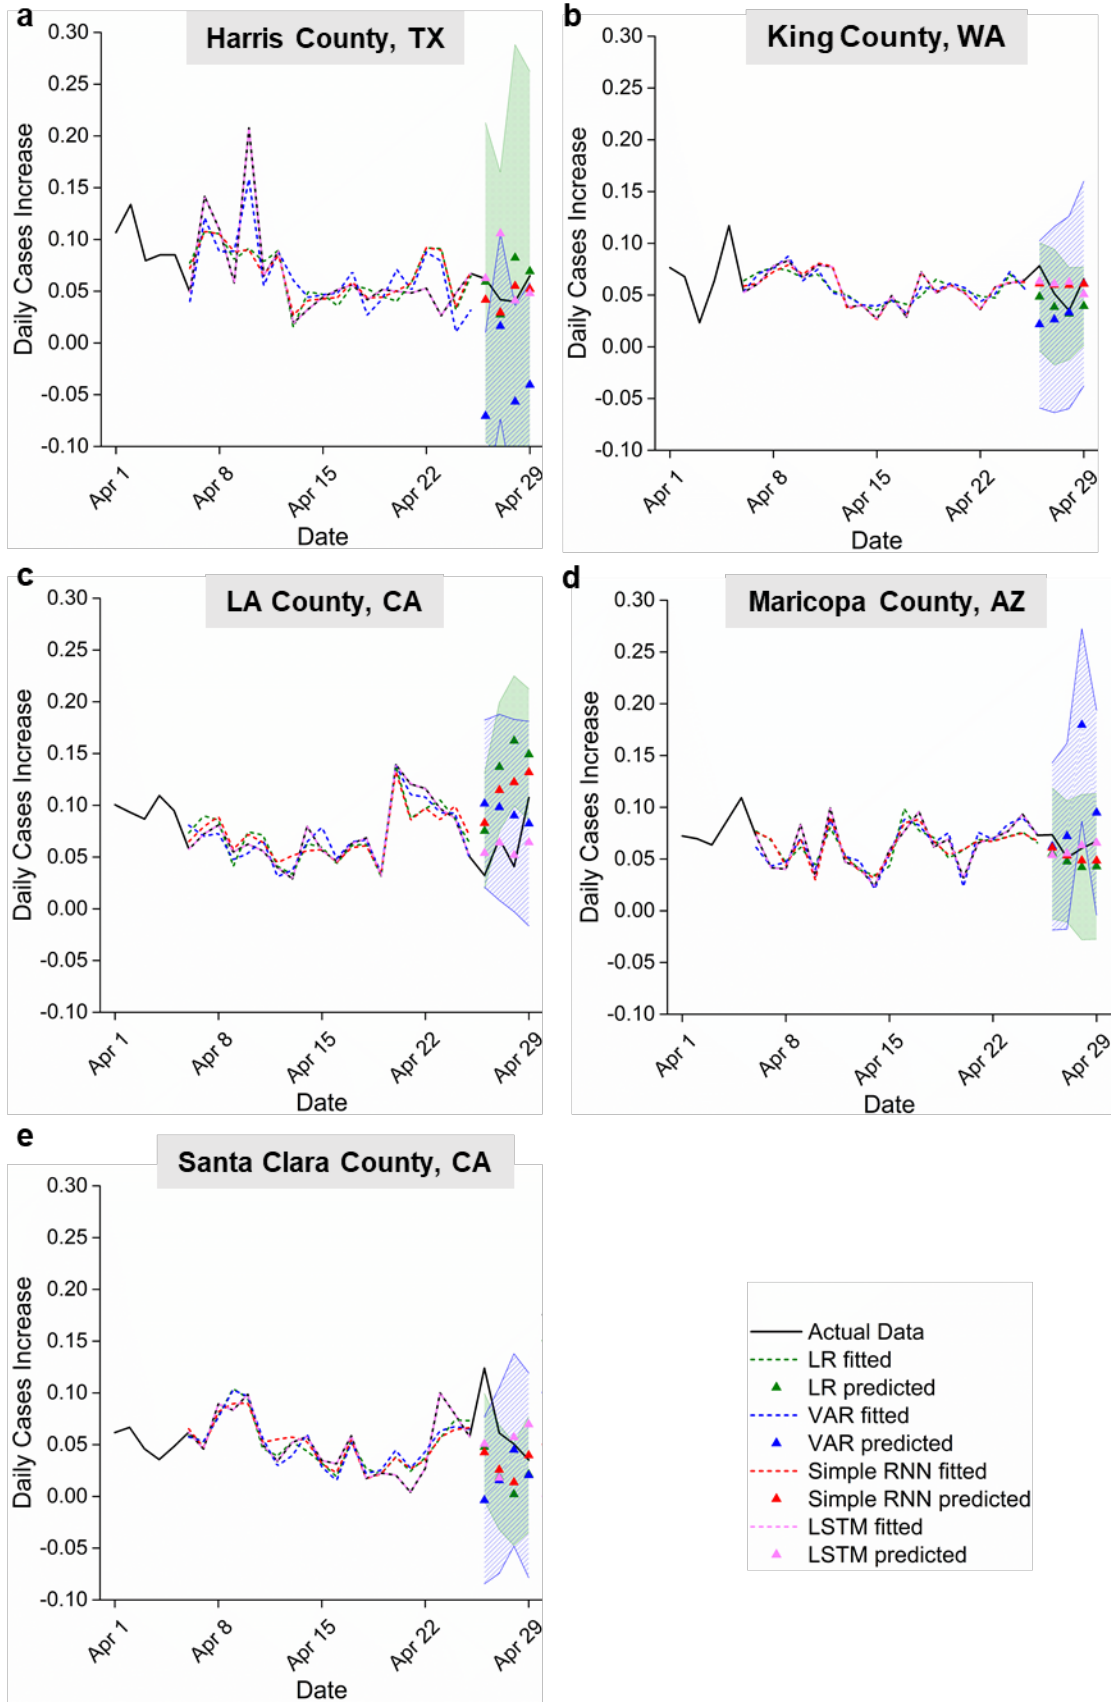 a
Harris County, TX
0.30
0.25
0.20
0.15
0.10
0.05
0.00
-0.05
-0.10
Daily Cases Increase
Apr 1
Apr 8
Apr 15
Apr 22
Apr 29
Date
b
King County, WA
0.30
0.25
0.20
0.15
0.10
0.05
0.00
-0.05
-0.10
Daily Cases Increase
Apr 1
Apr 8
Apr 15
Apr 22
Apr 29
Date
c
LA County, CA
0.30
0.25
0.20
0.15
0.10
0.05
0.00
-0.05
-0.10
Daily Cases Increase
Apr 1
Apr 8
Apr 15
Apr 22
Apr 29
Date
d
Maricopa County, AZ
0.30
0.25
0.20
0.15
0.10
0.05
0.00
-0.05
-0.10
Daily Cases Increase
Apr 1
Apr 8
Apr 15
Apr 22
Apr 29
Date
e
Santa Clara County, CA
0.30
0.25
0.20
0.15
0.10
0.05
0.00
-0.05
-0.10
Daily Cases Increase
Apr 1
Apr 8
Apr 15
Apr 22
Apr 29
Date
Actual Data
LR fitted
LR predicted
VAR fitted
VAR predicted
Simple RNN fitted
Simple RNN predicted
LSTM fitted
LSTM predicted